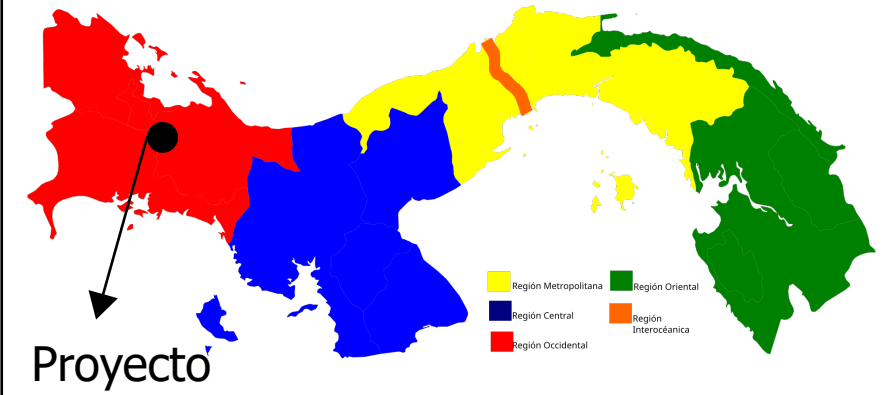 Región Metropolitana
Región Oriental
Región Central
Región
Interocéanica
Región Occidental
Proyecto